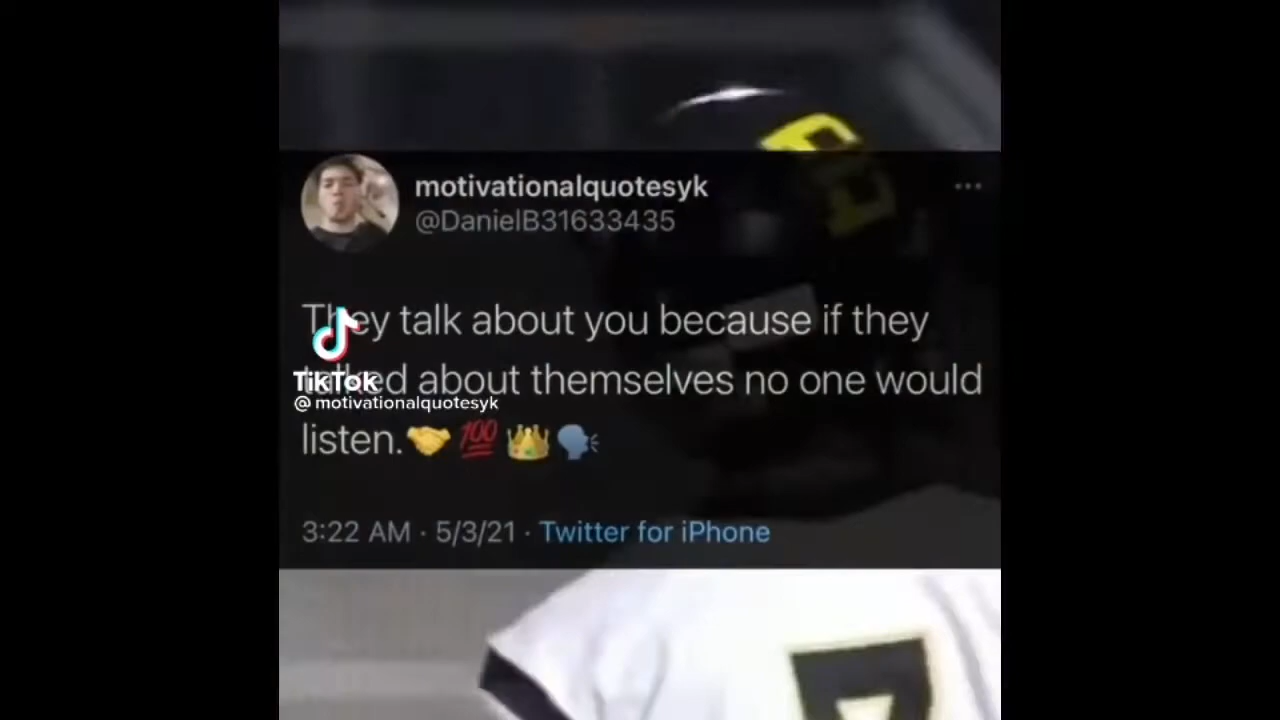 motivationalquotesyk
@DanielB31633435
They talk about you because if they
talked about themselves no one would
listen.🤝💯👑🗣️
3:22 AM · 5/3/21 · Twitter for iPhone
TikTok
@motivationalquotesyk